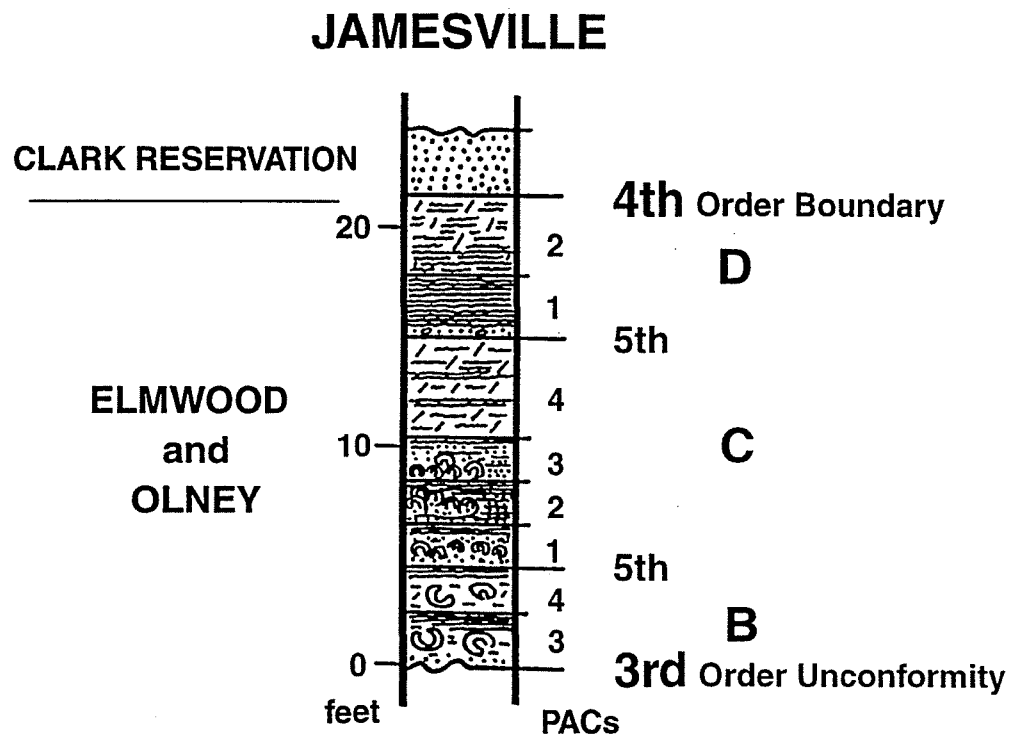 JAMESVILLE
CLARK RESERVATION
4th Order Boundary
20
2
D
1
5th
ELMWOOD
and
OLNEY
4
10
C
3
2
1
5th
4
B
3
0
3rd Order Unconformity
feet
PACs